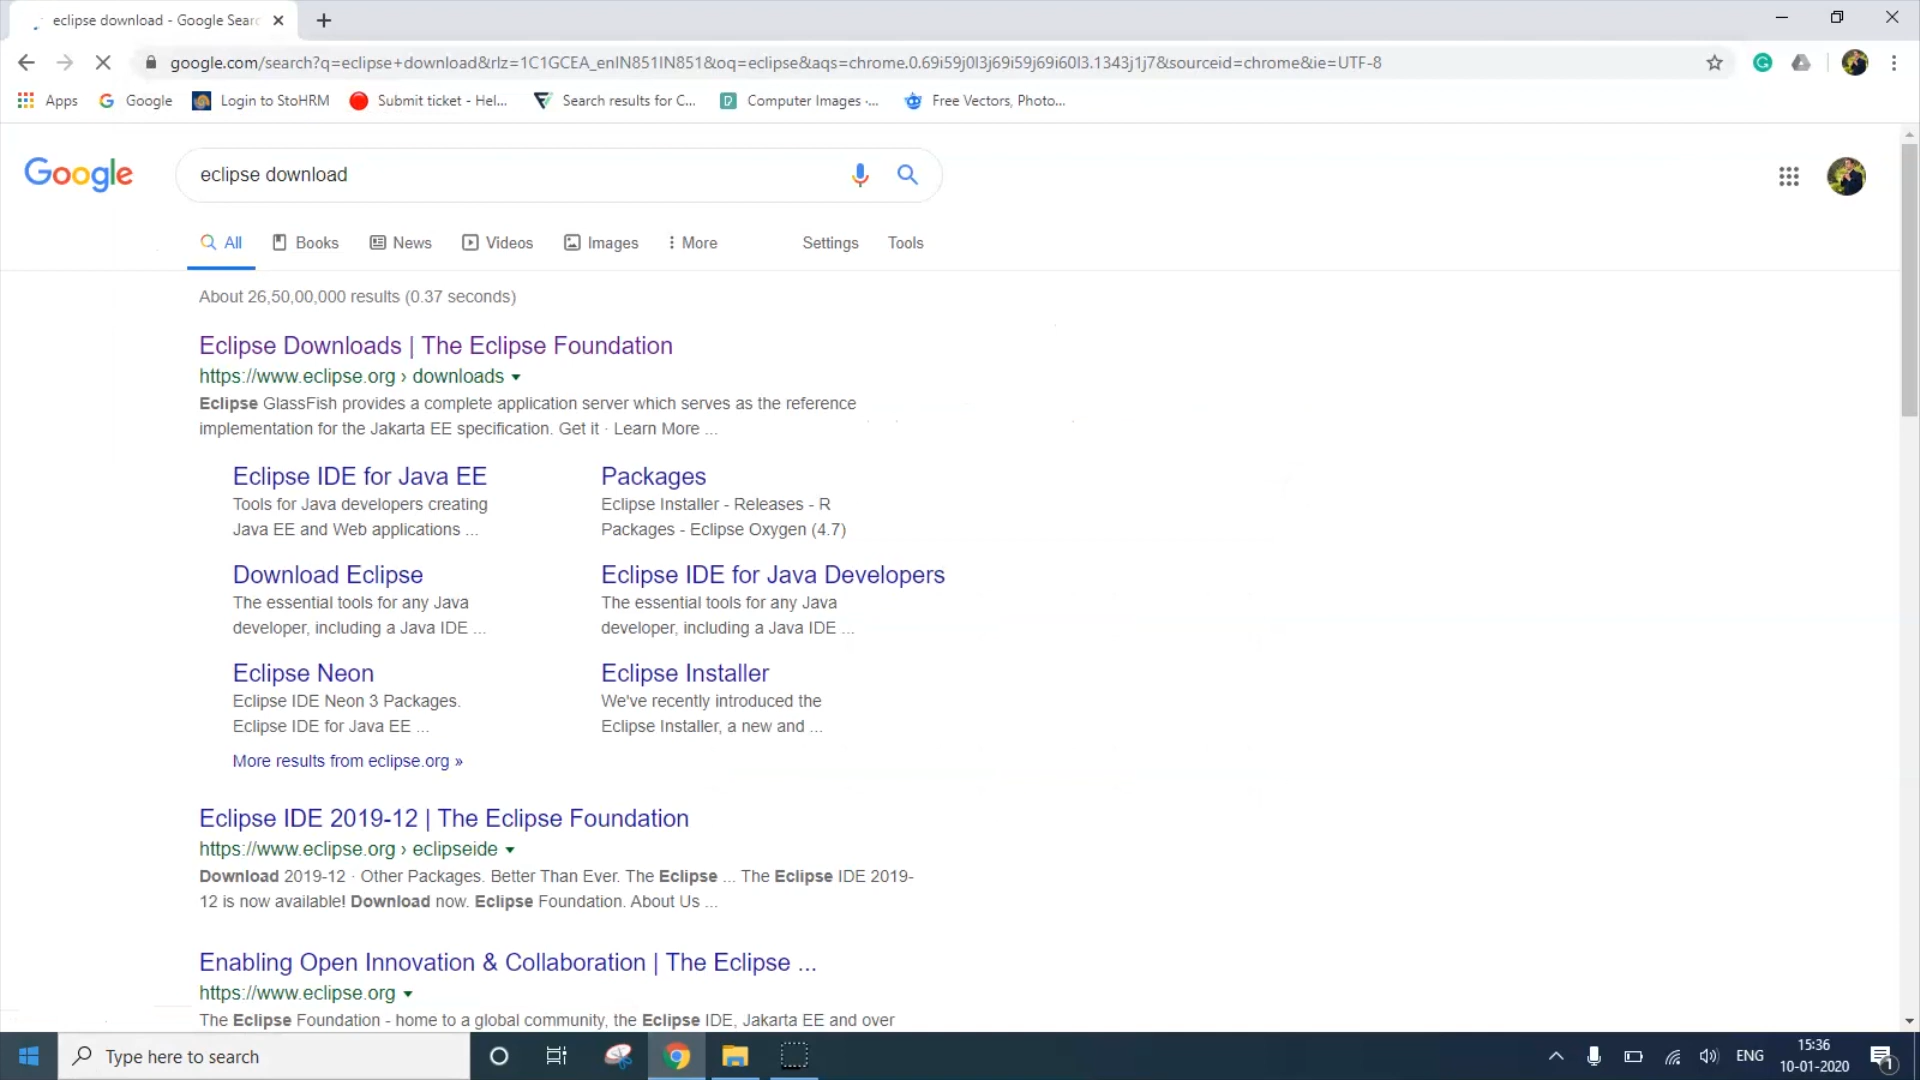 eclipse download - Google Searc
google.com/search?q=eclipse+download&rlz=1C1GCEA_enIN851IN851&oq=eclipse&aqs=chrome.0.69i59j0l3j69i59j69i60l3.1343j1j7&sourceid=chrome&ie=UTF-8
Apps Google Login to StoHRM Submit ticket - Hel... Search results for C... Computer Images -... Free Vectors, Photo...
Google eclipse download
All Books News Videos Images More Settings Tools
About 26,50,00,000 results (0.37 seconds)
Eclipse Downloads | The Eclipse Foundation
https://www.eclipse.org › downloads
Eclipse GlassFish provides a complete application server which serves as the reference
implementation for the Jakarta EE specification. Get it · Learn More ...
Eclipse IDE for Java EE
Tools for Java developers creating
Java EE and Web applications ...
Packages
Eclipse Installer - Releases - R
Packages - Eclipse Oxygen (4.7)
Download Eclipse
The essential tools for any Java
developer, including a Java IDE ...
Eclipse IDE for Java Developers
The essential tools for any Java
developer, including a Java IDE ...
Eclipse Neon
Eclipse IDE Neon 3 Packages.
Eclipse IDE for Java EE ...
Eclipse Installer
We've recently introduced the
Eclipse Installer, a new and ...
More results from eclipse.org »
Eclipse IDE 2019-12 | The Eclipse Foundation
https://www.eclipse.org › eclipseide
Download 2019-12 · Other Packages. Better Than Ever. The Eclipse ... The Eclipse IDE 2019-
12 is now available! Download now. Eclipse Foundation. About Us ...
Enabling Open Innovation & Collaboration | The Eclipse ...
https://www.eclipse.org
The Eclipse Foundation - home to a global community, the Eclipse IDE, Jakarta EE and over
Type here to search
ENG
15:36
10-01-2020
1